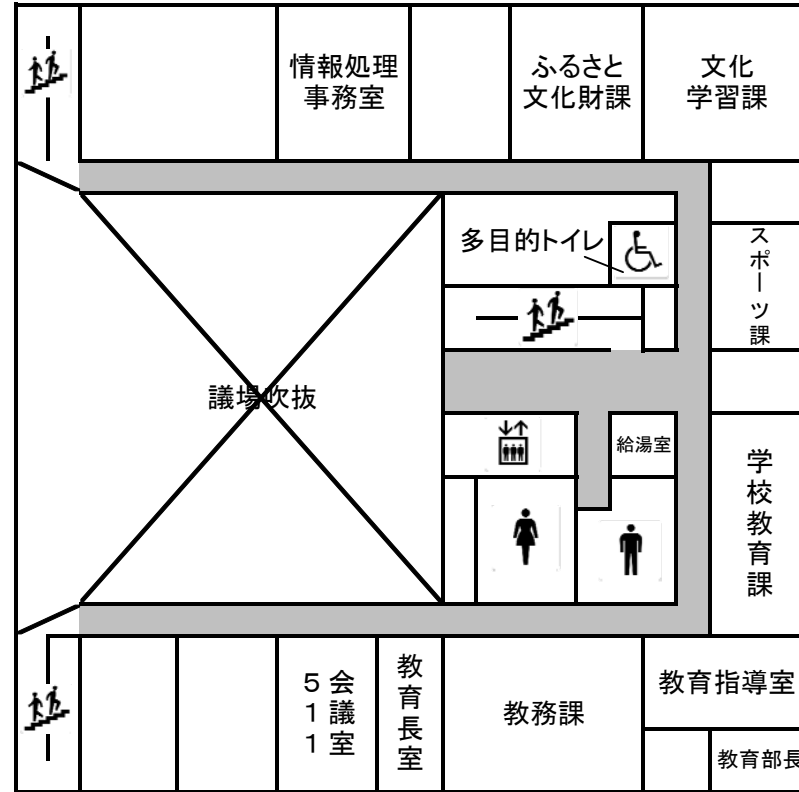 情報処理
事務室
ふるさと
文化財課
文化
学習課
多目的トイレ
スポーツ課
議場吹抜
給湯室
学校教育課
会議室
511
教育長室
教務課
教育指導室
教育部長